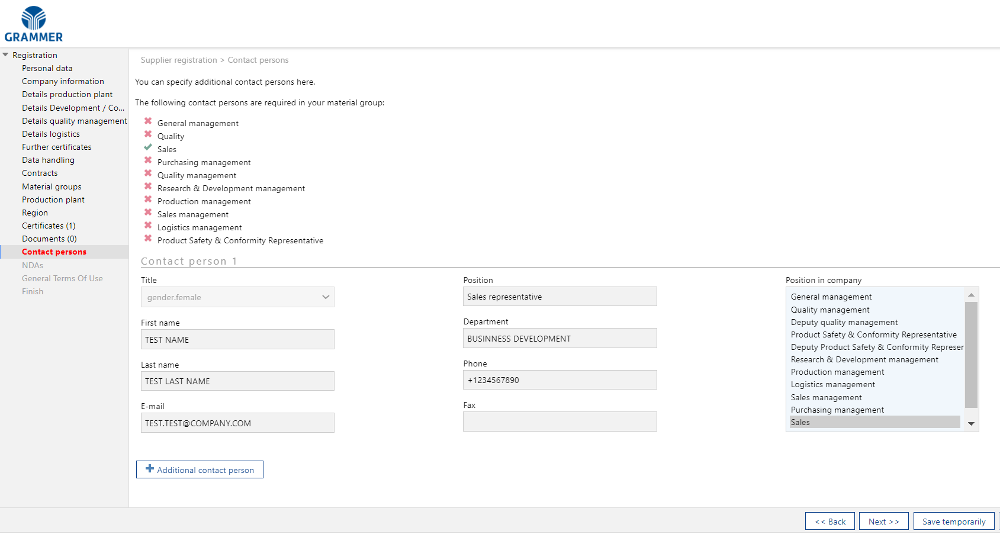 GRAMMER
Registration
Personal data
Company information
Details production plant
Details Development / Co...
Details quality management
Details logistics
Further certificates
Data handling
Contracts
Material groups
Production plant
Region
Certificates (1)
Documents (0)
Contact persons
NDAs
General Terms Of Use
Finish
Supplier registration > Contact persons
You can specify additional contact persons here.
The following contact persons are required in your material group:
General management
Quality
Sales
Purchasing management
Quality management
Research & Development management
Production management
Sales management
Logistics management
Product Safety & Conformity Representative
Contact person 1
Title
gender.female
First name
TEST NAME
Last name
TEST LAST NAME
E-mail
TEST.TEST@COMPANY.COM
Position
Sales representative
Department
BUSINNESS DEVELOPMENT
Phone
+1234567890
Fax
Position in company
General management
Quality management
Deputy quality management
Product Safety & Conformity Representative
Deputy Product Safety & Conformity Represer
Research & Development management
Production management
Logistics management
Sales management
Purchasing management
Sales
Additional contact person
<< Back
Next >>
Save temporarily